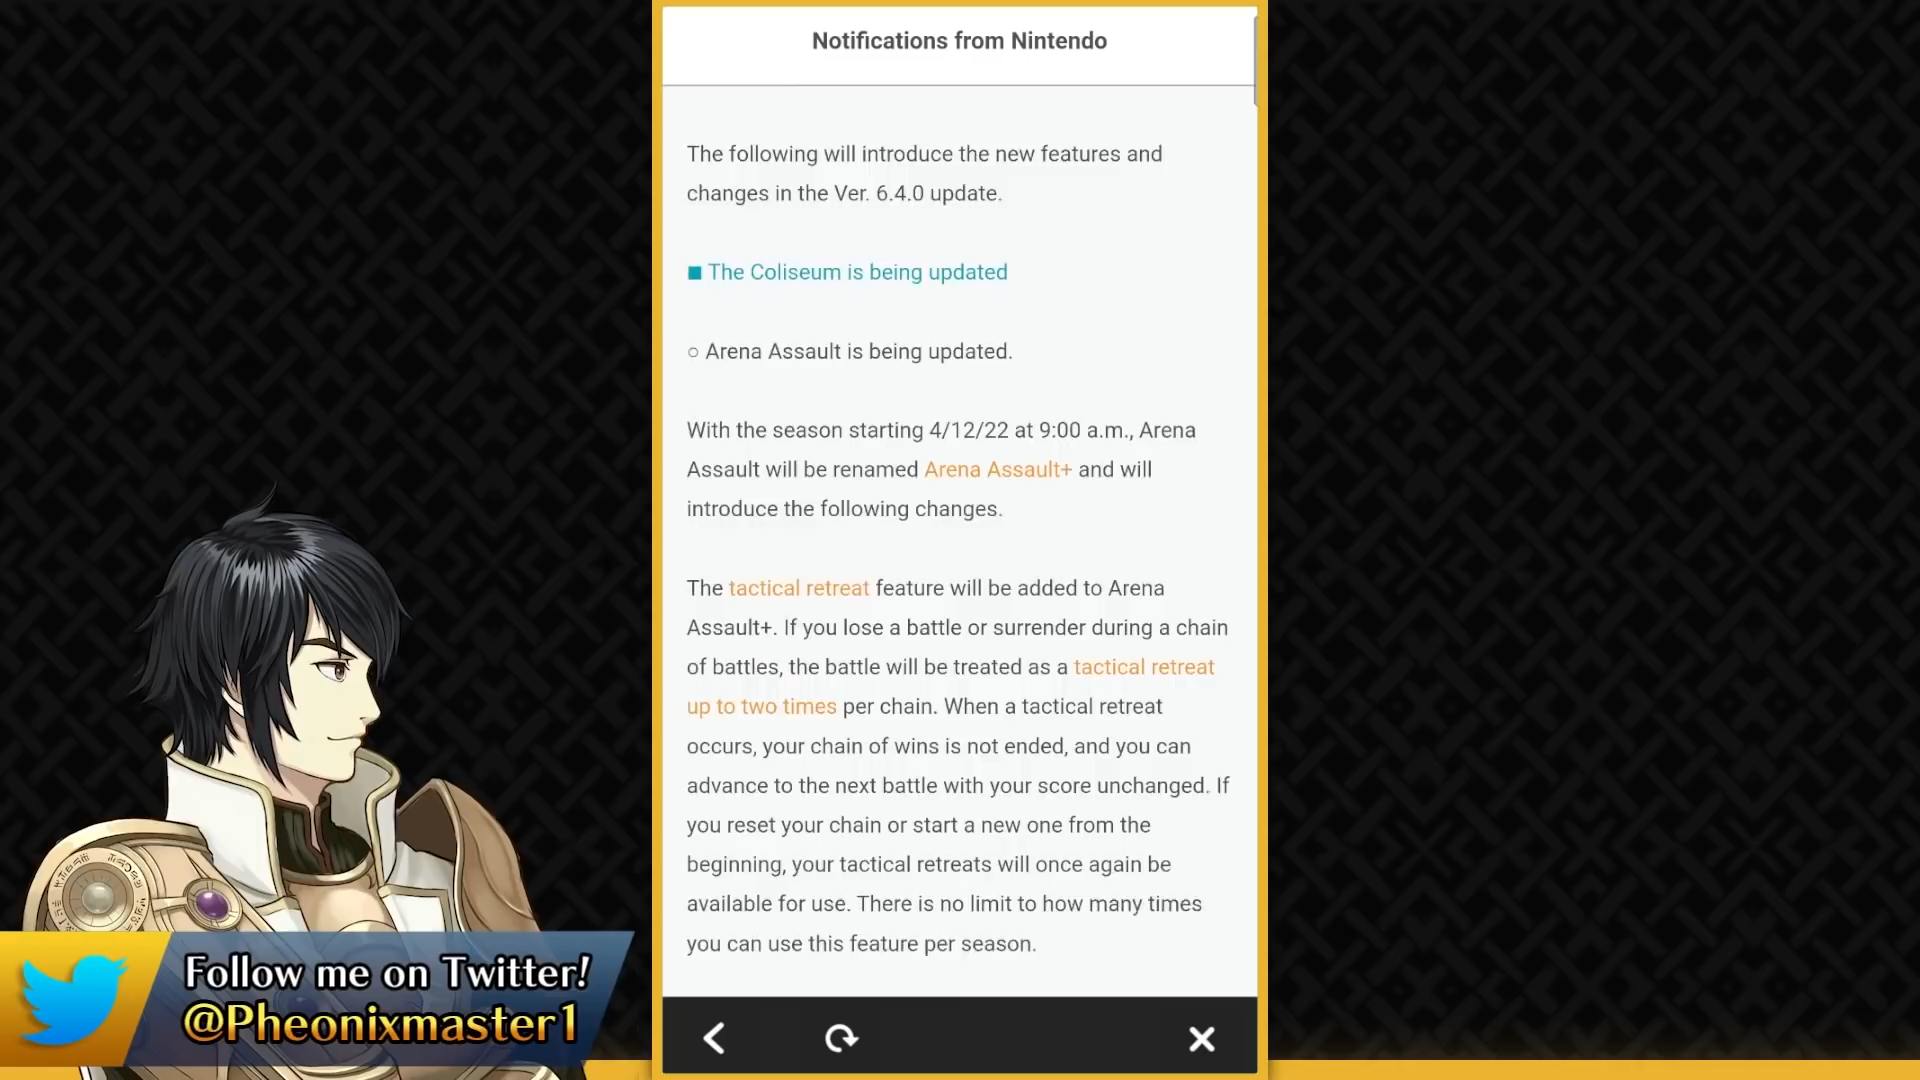 Notifications from Nintendo
The following will introduce the new features and
changes in the Ver. 6.4.0 update.
■ The Coliseum is being updated
○ Arena Assault is being updated.
With the season starting 4/12/22 at 9:00 a.m., Arena
Assault will be renamed Arena Assault+ and will
introduce the following changes.
The tactical retreat feature will be added to Arena
Assault+. If you lose a battle or surrender during a chain
of battles, the battle will be treated as a tactical retreat
up to two times per chain. When a tactical retreat
occurs, your chain of wins is not ended, and you can
advance to the next battle with your score unchanged. If
you reset your chain or start a new one from the
beginning, your tactical retreats will once again be
available for use. There is no limit to how many times
you can use this feature per season.
Follow me on Twitter!
@Pheonixmaster1